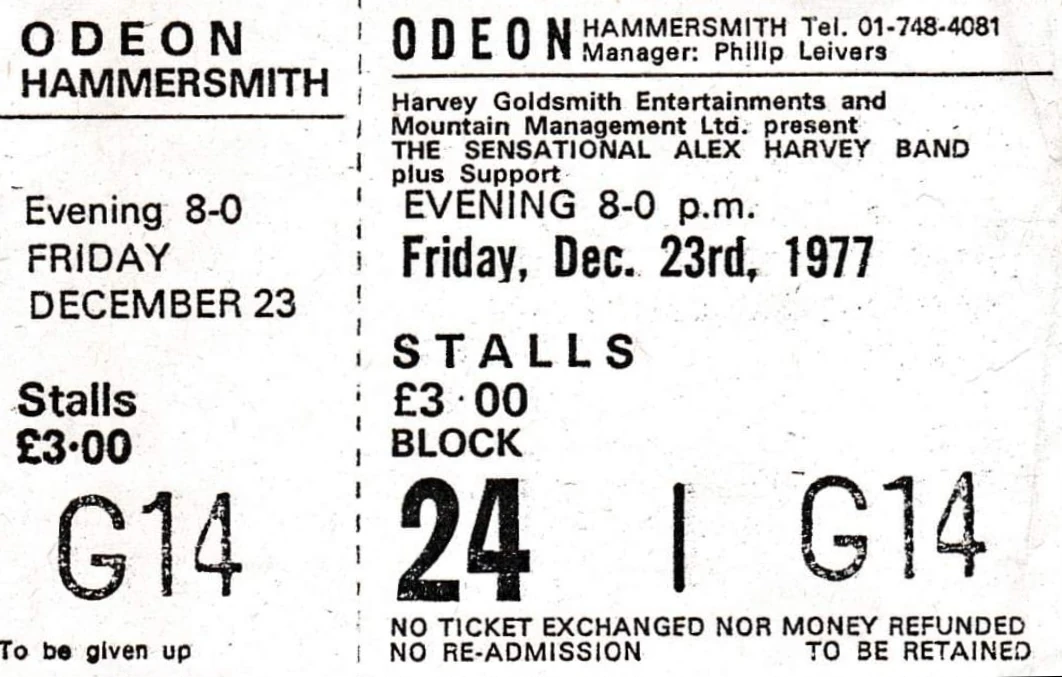 ODEON
HAMMERSMITH
Evening 8-0
FRIDAY
DECEMBER 23
Stalls
£3·00
G14
To be given up
ODEON HAMMERSMITH Tel. 01-748-4081
Manager: Philip Leivers
Harvey Goldsmith Entertainments and
Mountain Management Ltd. present
THE SENSATIONAL ALEX HARVEY BAND
plus Support
EVENING 8-0 p.m.
Friday, Dec. 23rd, 1977
STALLS
£3·00
BLOCK
24 | G14
NO TICKET EXCHANGED NOR MONEY REFUNDED
NO RE-ADMISSION TO BE RETAINED